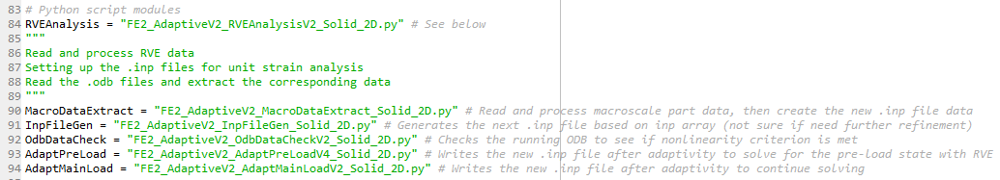 83 # Python script modules
84 RVEAnalysis = "FE2_AdaptiveV2_RVEAnalysisV2_Solid_2D.py" # See below
85 """
86 Read and process RVE data
87 Setting up the .inp files for unit strain analysis
88 Read the .odb files and extract the corresponding data
89 """
90 MacroDataExtract = "FE2_AdaptiveV2_MacroDataExtract_Solid_2D.py" # Read and process macroscale part data, then create the new .inp file data
91 InpFileGen = "FE2_AdaptiveV2_InpFileGen_Solid_2D.py" # Generates the next .inp file based on inp array (not sure if need further refinement)
92 OdbDataCheck = "FE2_AdaptiveV2_OdbDataCheckV2_Solid_2D.py" # Checks the running ODB to see if nonlinearity criterion is met
93 AdaptPreLoad = "FE2_AdaptiveV2_AdaptPreLoadV4_Solid_2D.py" # Writes the new .inp file after adaptivity to solve for the pre-load state with RVE
94 AdaptMainLoad = "FE2_AdaptiveV2_AdaptMainLoadV2_Solid_2D.py" # Writes the new .inp file after adaptivity to continue solving